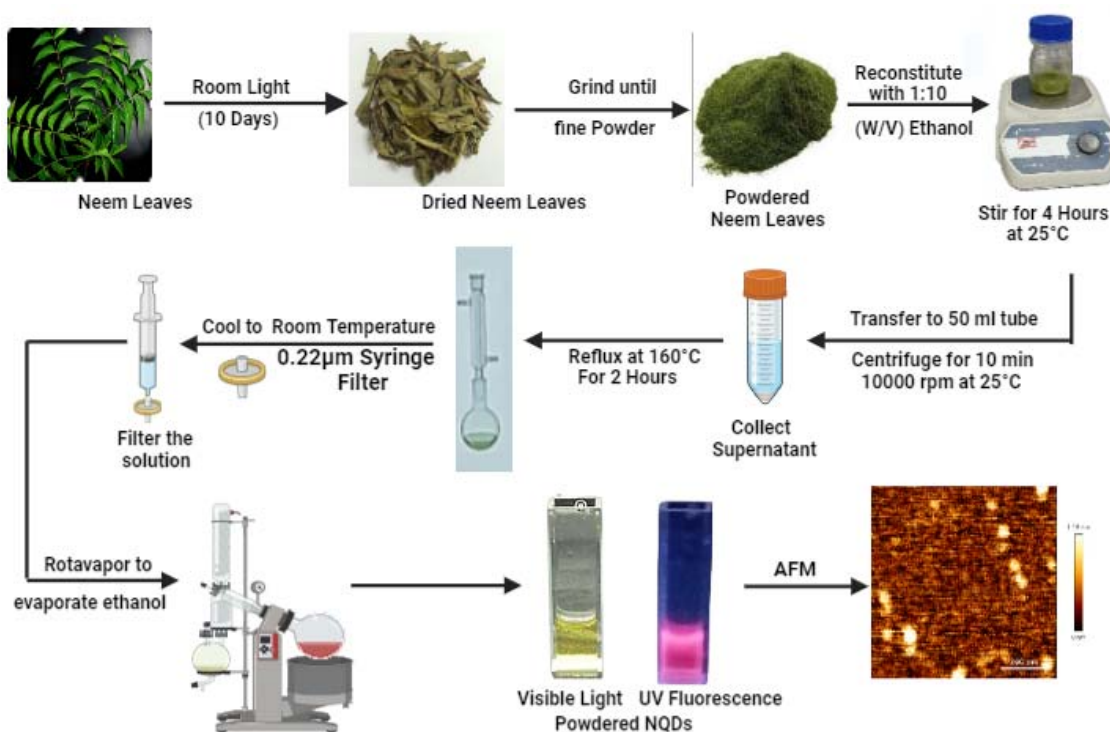 Room Light
(10 Days)
Grind until
fine Powder
Reconstitute
with 1:10
(W/V) Ethanol
Neem Leaves
Dried Neem Leaves
Powdered
Neem Leaves
Stir for 4 Hours
at 25°C
Transfer to 50 ml tube
Centrifuge for 10 min
10000 rpm at 25°C
Collect
Supernatant
Reflux at 160°C
For 2 Hours
Cool to Room Temperature
0.22µm Syringe
Filter
Filter the
solution
Rotavapor to
evaporate ethanol
Visible Light
UV Fluorescence
Powdered NQDs
AFM